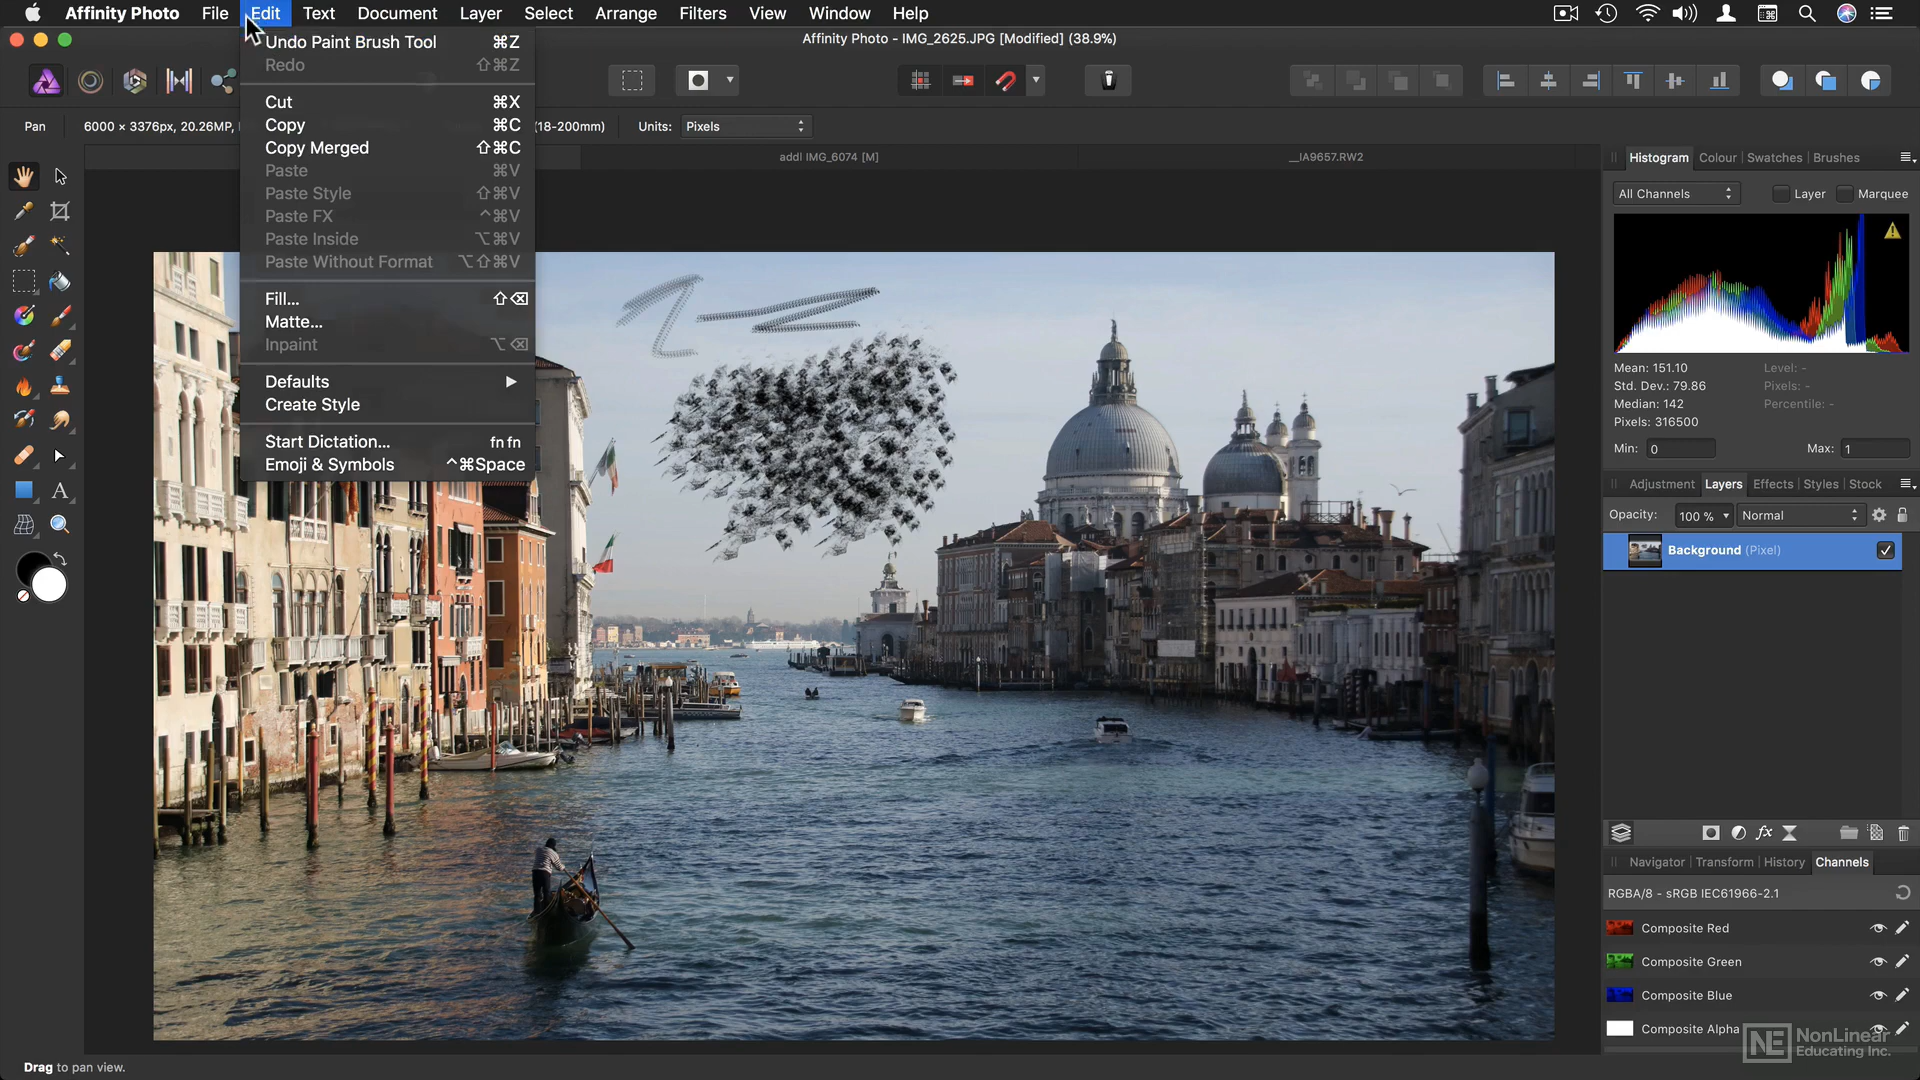 Affinity Photo File Edit Text Document Layer Select Arrange Filters View Window Help
Affinity Photo - IMG_2625.JPG [Modified] (38.9%)
Undo Paint Brush Tool ⌘Z
Redo ⇧⌘Z
Cut ⌘X
Copy ⌘C
Copy Merged ⇧⌘C
Paste ⌘V
Paste Style ⇧⌘V
Paste FX ^⌘V
Paste Inside ⌥⌘V
Paste Without Format ⌥⇧⌘V
Fill... ⇧⌫
Matte...
Inpaint ⌥⌫
Defaults ▶
Create Style
Start Dictation... fn fn
Emoji & Symbols ^⌘Space
Pan 6000 × 3376px, 20.26MP, (18-200mm) Units: Pixels
addl IMG_6074 [M] __IA9657.RW2
Histogram Colour Swatches Brushes
All Channels Layer Marquee
Mean: 151.10 Level: -
Std. Dev.: 79.86 Pixels: -
Median: 142 Percentile: -
Pixels: 316500
Min: 0 Max: 1
Adjustment Layers Effects Styles Stock
Opacity: 100 % Normal
Background (Pixel)
fx
Navigator Transform History Channels
RGBA/8 - sRGB IEC61966-2.1
Composite Red
Composite Green
Composite Blue
Composite Alpha
A
NE NonLinear
Educating Inc.
Drag to pan view.